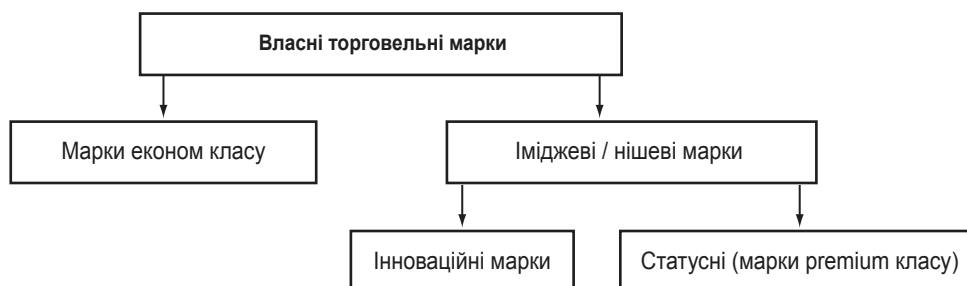 Власні торговельні марки
Марки економ класу
Іміджеві / нішеві марки
Інноваційні марки
Статусні (марки premium класу)